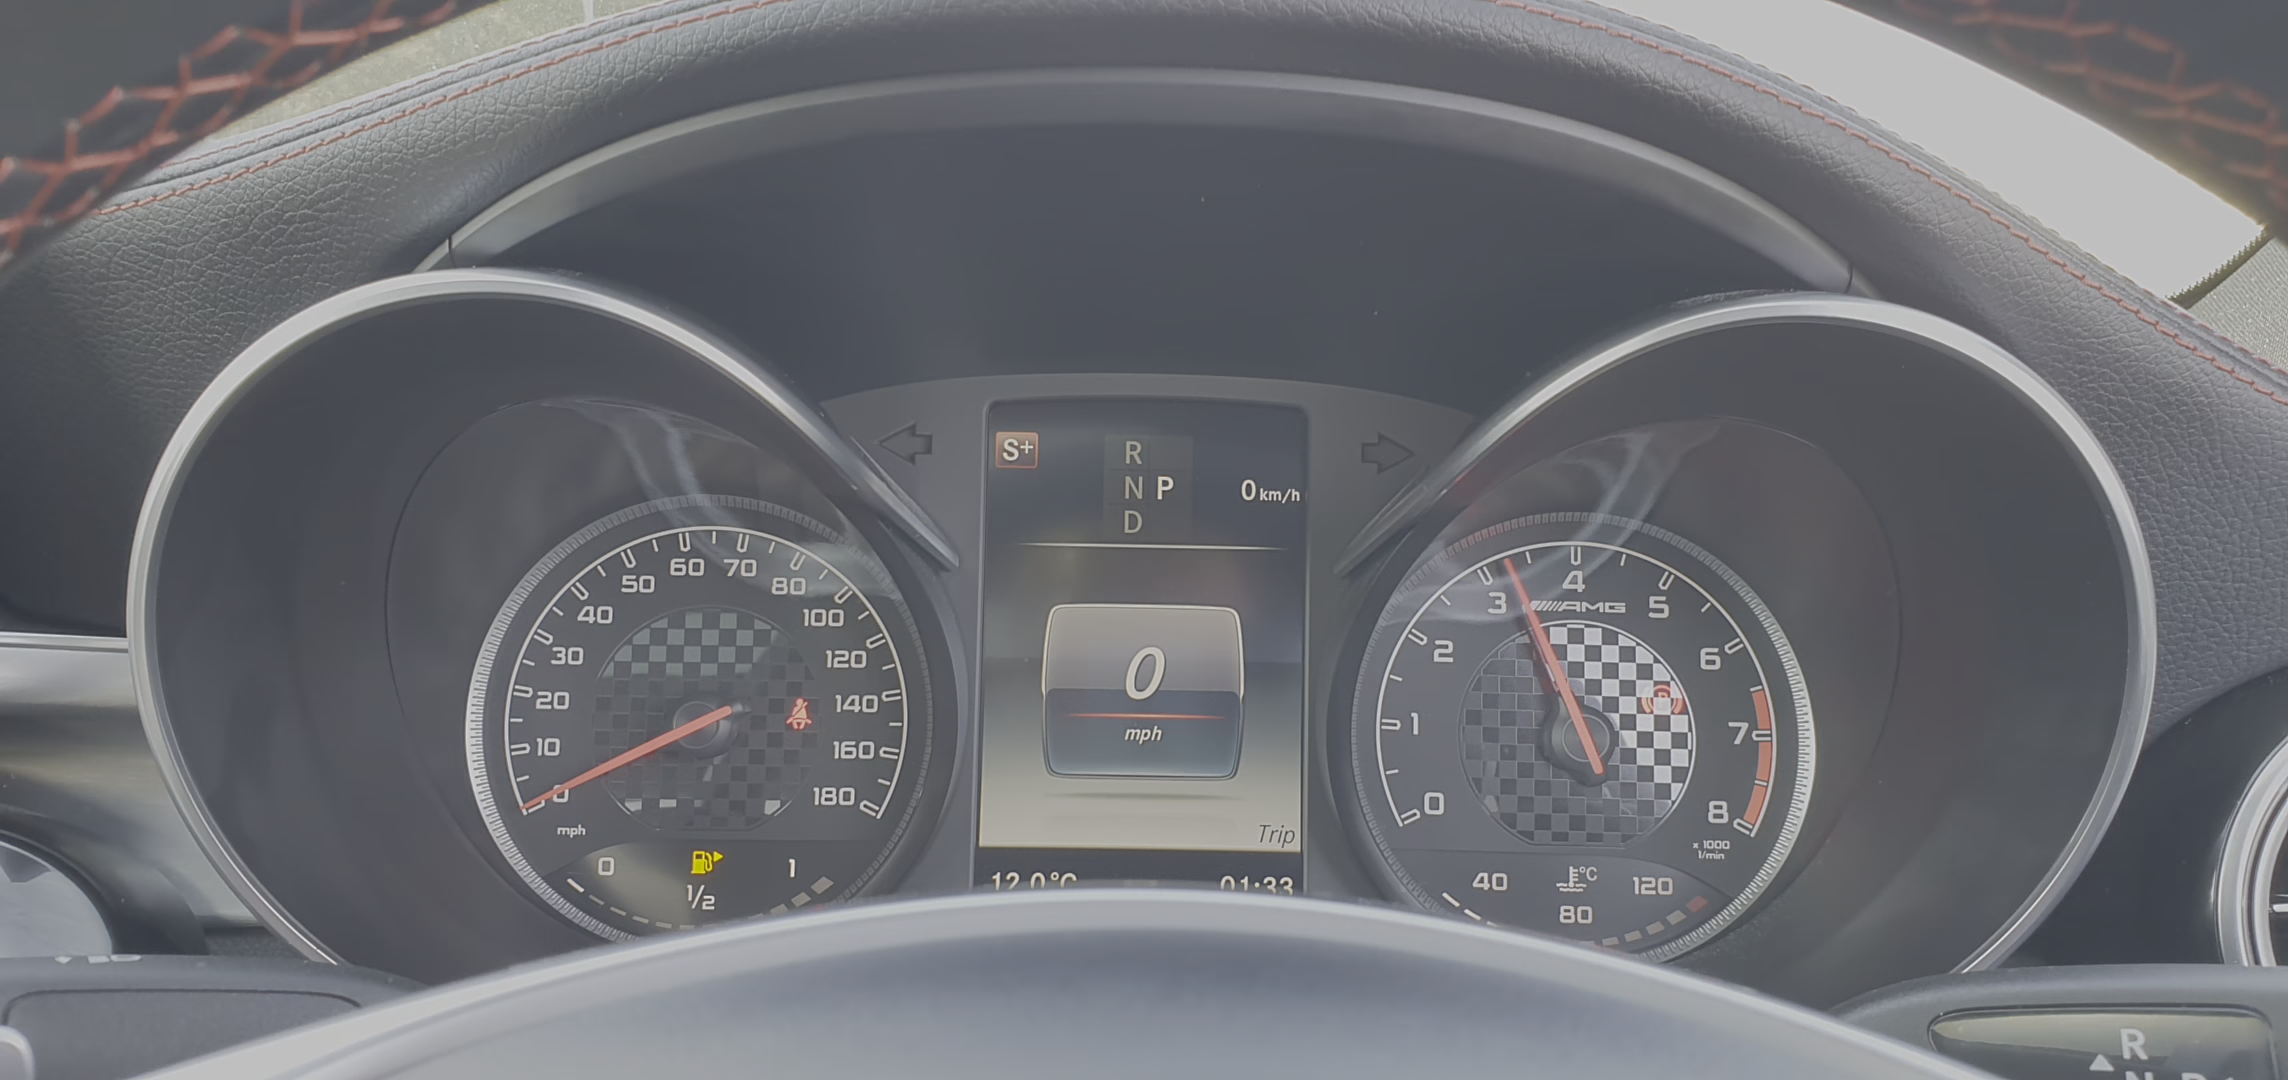 S+
R
N P
D
0 km/h
0
mph
Trip
12.0°C 01:33
0
10
20
30
40
50
60
70
80
100
120
140
160
180
mph
0 1/2 1
0
1
2
3
4
5
6
7
8
AMG
x 1000
1/min
40 80 120
°C
P
R